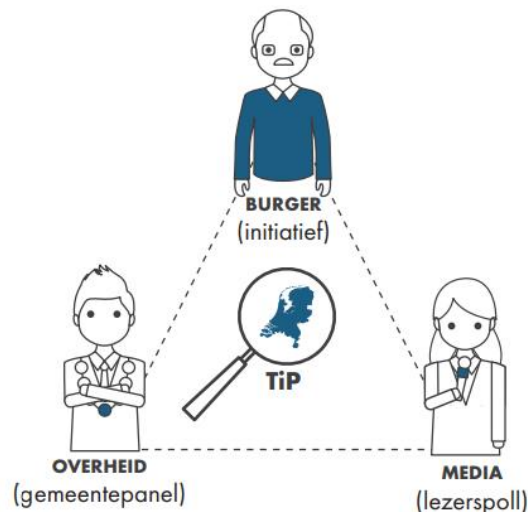 BURGER
(initiatief)
TiP
OVERHEID
(gemeentepanel)
MEDIA
(lezerspoll)